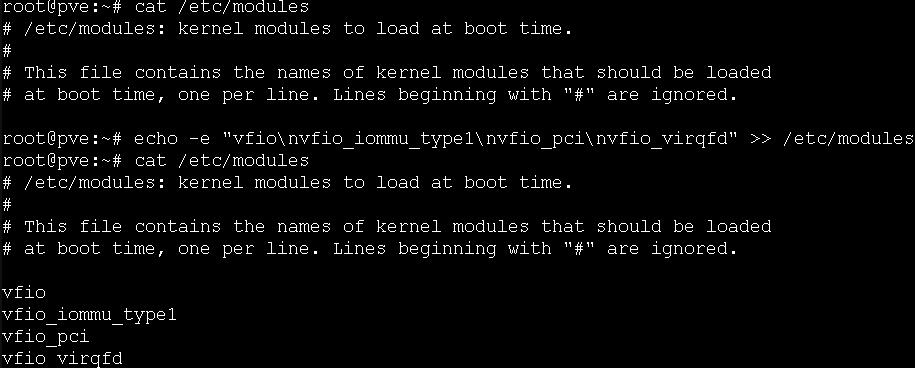 root@pve:~# cat /etc/modules
# /etc/modules: kernel modules to load at boot time.
#
# This file contains the names of kernel modules that should be loaded
# at boot time, one per line. Lines beginning with "#" are ignored.
root@pve:~# echo -e "vfio\nvfio_iommu_type1\nvfio_pci\nvfio_virqfd" >> /etc/modules
root@pve:~# cat /etc/modules
# /etc/modules: kernel modules to load at boot time.
#
# This file contains the names of kernel modules that should be loaded
# at boot time, one per line. Lines beginning with "#" are ignored.
vfio
vfio_iommu_type1
vfio_pci
vfio_virqfd